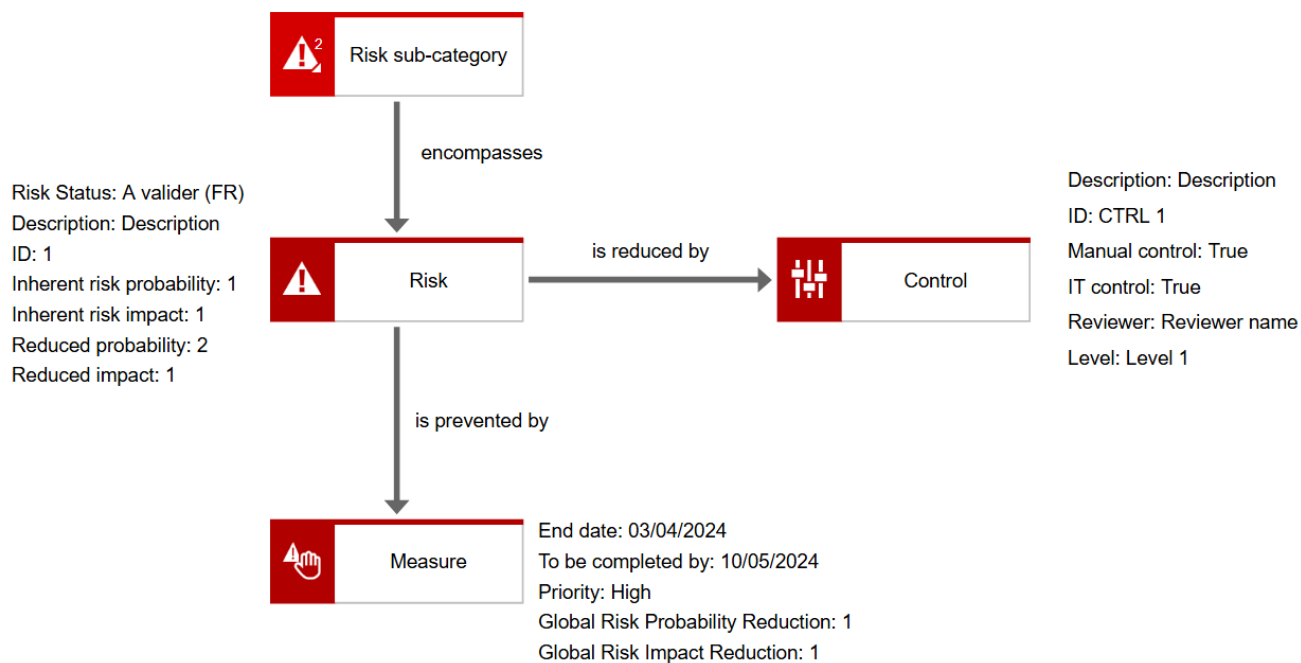 2
Risk sub-category
encompasses
Risk Status: A valider (FR)
Description: Description
ID: 1
Inherent risk probability: 1
Inherent risk impact: 1
Reduced probability: 2
Reduced impact: 1
Risk
is reduced by
Control
Description: Description
ID: CTRL 1
Manual control: True
IT control: True
Reviewer: Reviewer name
Level: Level 1
is prevented by
Measure
End date: 03/04/2024
To be completed by: 10/05/2024
Priority: High
Global Risk Probability Reduction: 1
Global Risk Impact Reduction: 1